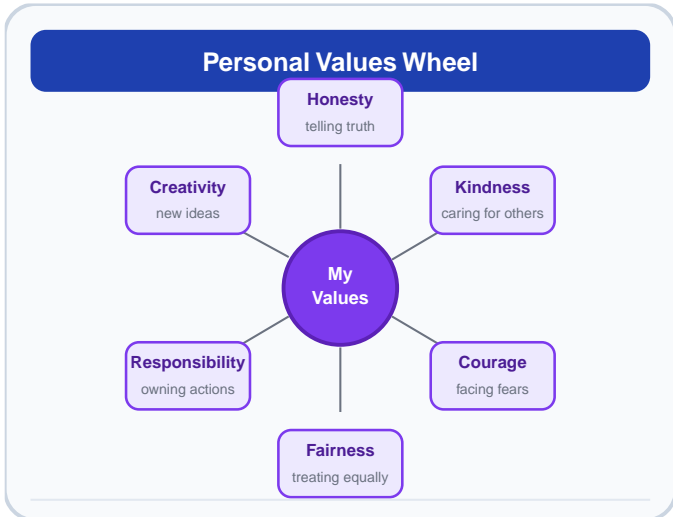 Personal Values Wheel
Honesty
telling truth
Creativity
new ideas
Kindness
caring for others
My
Values
Responsibility
owning actions
Courage
facing fears
Fairness
treating equally